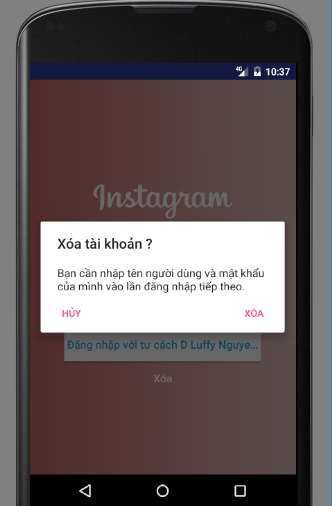 4G 10:37
Instagram
Xóa tài khoản ?
Bạn cần nhập tên người dùng và mật khẩu
của mình vào lần đăng nhập tiếp theo.
HỦY XÓA
Đăng nhập với tư cách D Luffy Nguye...
Xóa